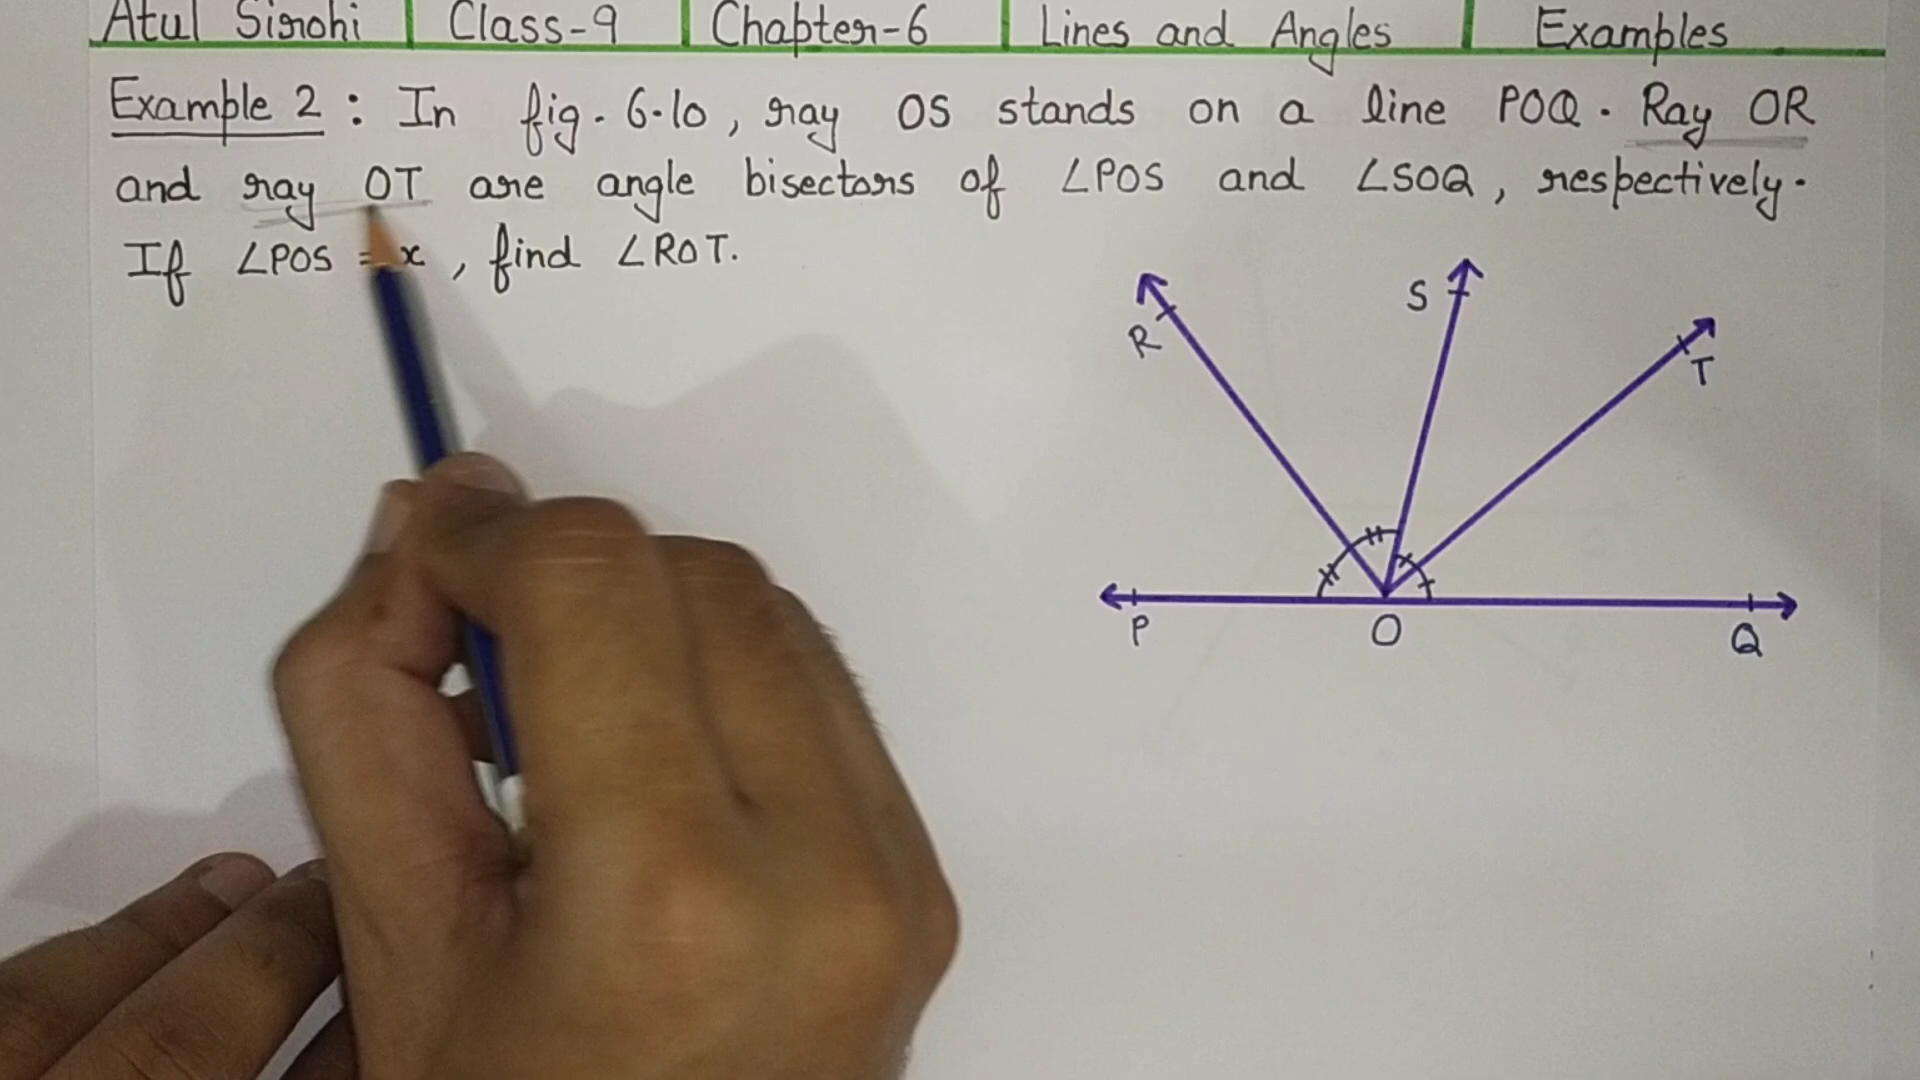 Atul Sirohi Class-9 Chapter-6 Lines and Angles Examples
Example 2 : In fig. 6.10, ray OS stands on a line POQ. Ray OR
and ray OT are angle bisectors of ∠POS and ∠SOQ, respectively.
If ∠POS = x , find ∠ROT.
R
S
T
P
O
Q